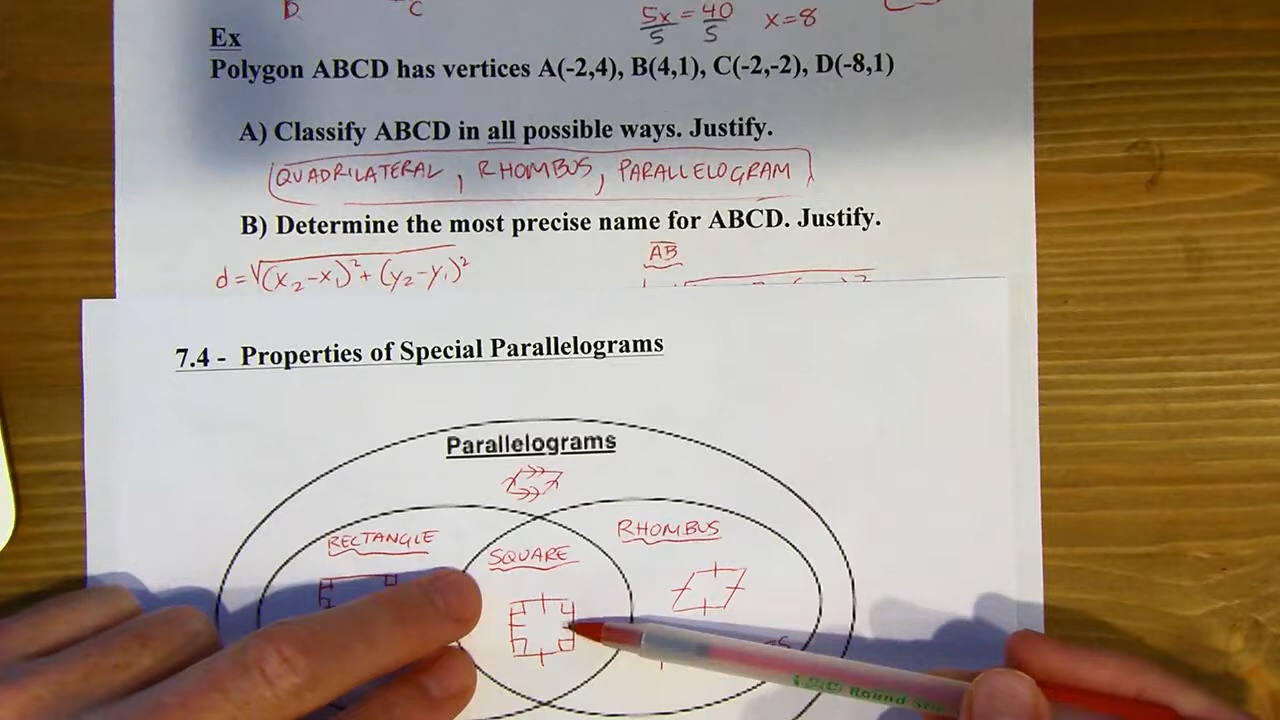 D C
5x/5 = 40/5 x=8
Ex
Polygon ABCD has vertices A(-2,4), B(4,1), C(-2,-2), D(-8,1)
A) Classify ABCD in all possible ways. Justify.
QUADRILATERAL, RHOMBUS, PARALLELOGRAM
B) Determine the most precise name for ABCD. Justify.
AB
d=√(x₂-x₁)²+(y₂-y₁)²
7.4 - Properties of Special Parallelograms
Parallelograms
RECTANGLE
SQUARE
RHOMBUS
BIC Round Stic